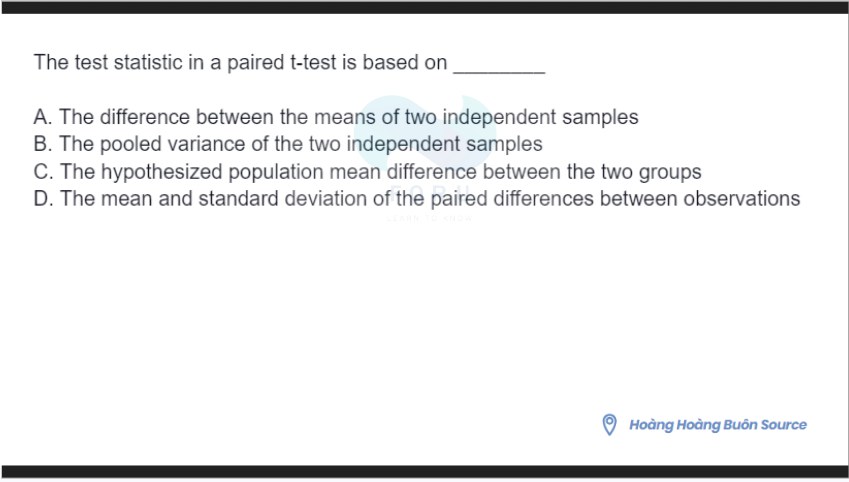 The test statistic in a paired t-test is based on ________
A. The difference between the means of two independent samples
B. The pooled variance of the two independent samples
C. The hypothesized population mean difference between the two groups
D. The mean and standard deviation of the paired differences between observations
Hoàng Hoàng Buôn Source